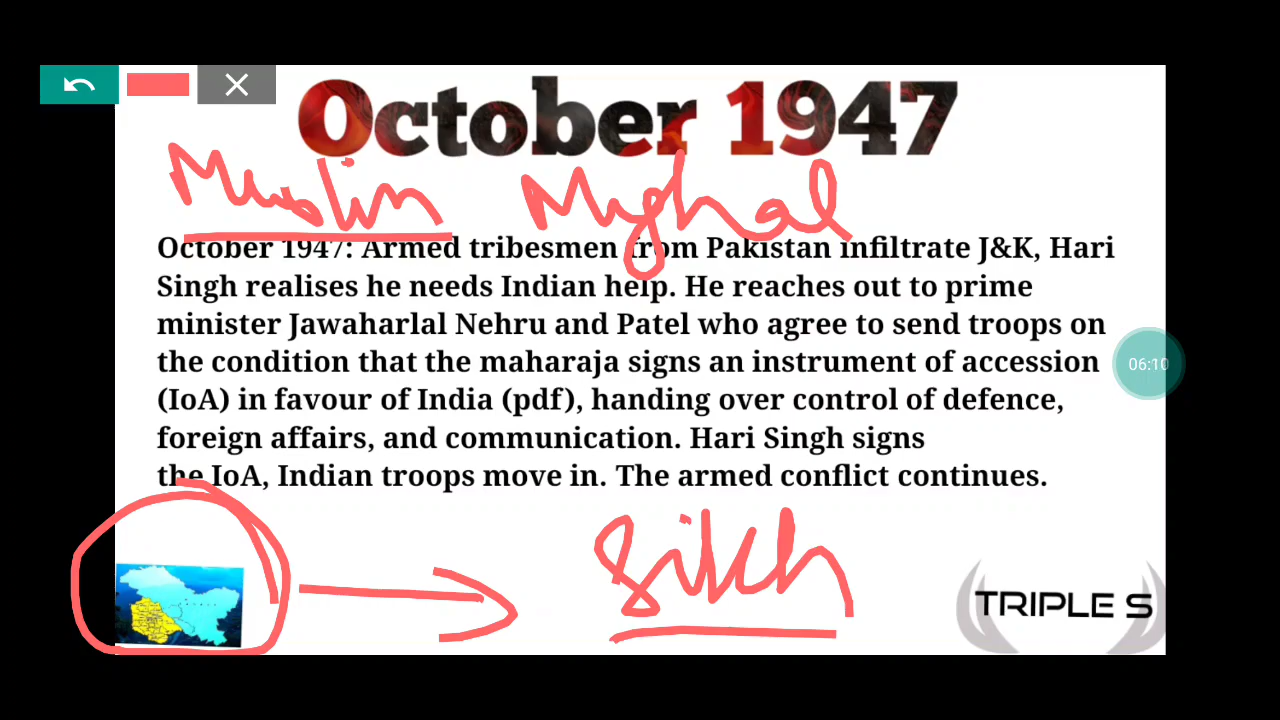 October 1947
Muslim Mughal
October 1947: Armed tribesmen from Pakistan infiltrate J&K, Hari
Singh realises he needs Indian help. He reaches out to prime
minister Jawaharlal Nehru and Patel who agree to send troops on
the condition that the maharaja signs an instrument of accession
(IoA) in favour of India (pdf), handing over control of defence,
foreign affairs, and communication. Hari Singh signs
the IoA, Indian troops move in. The armed conflict continues.
06:10
Sikh
TRIPLE S